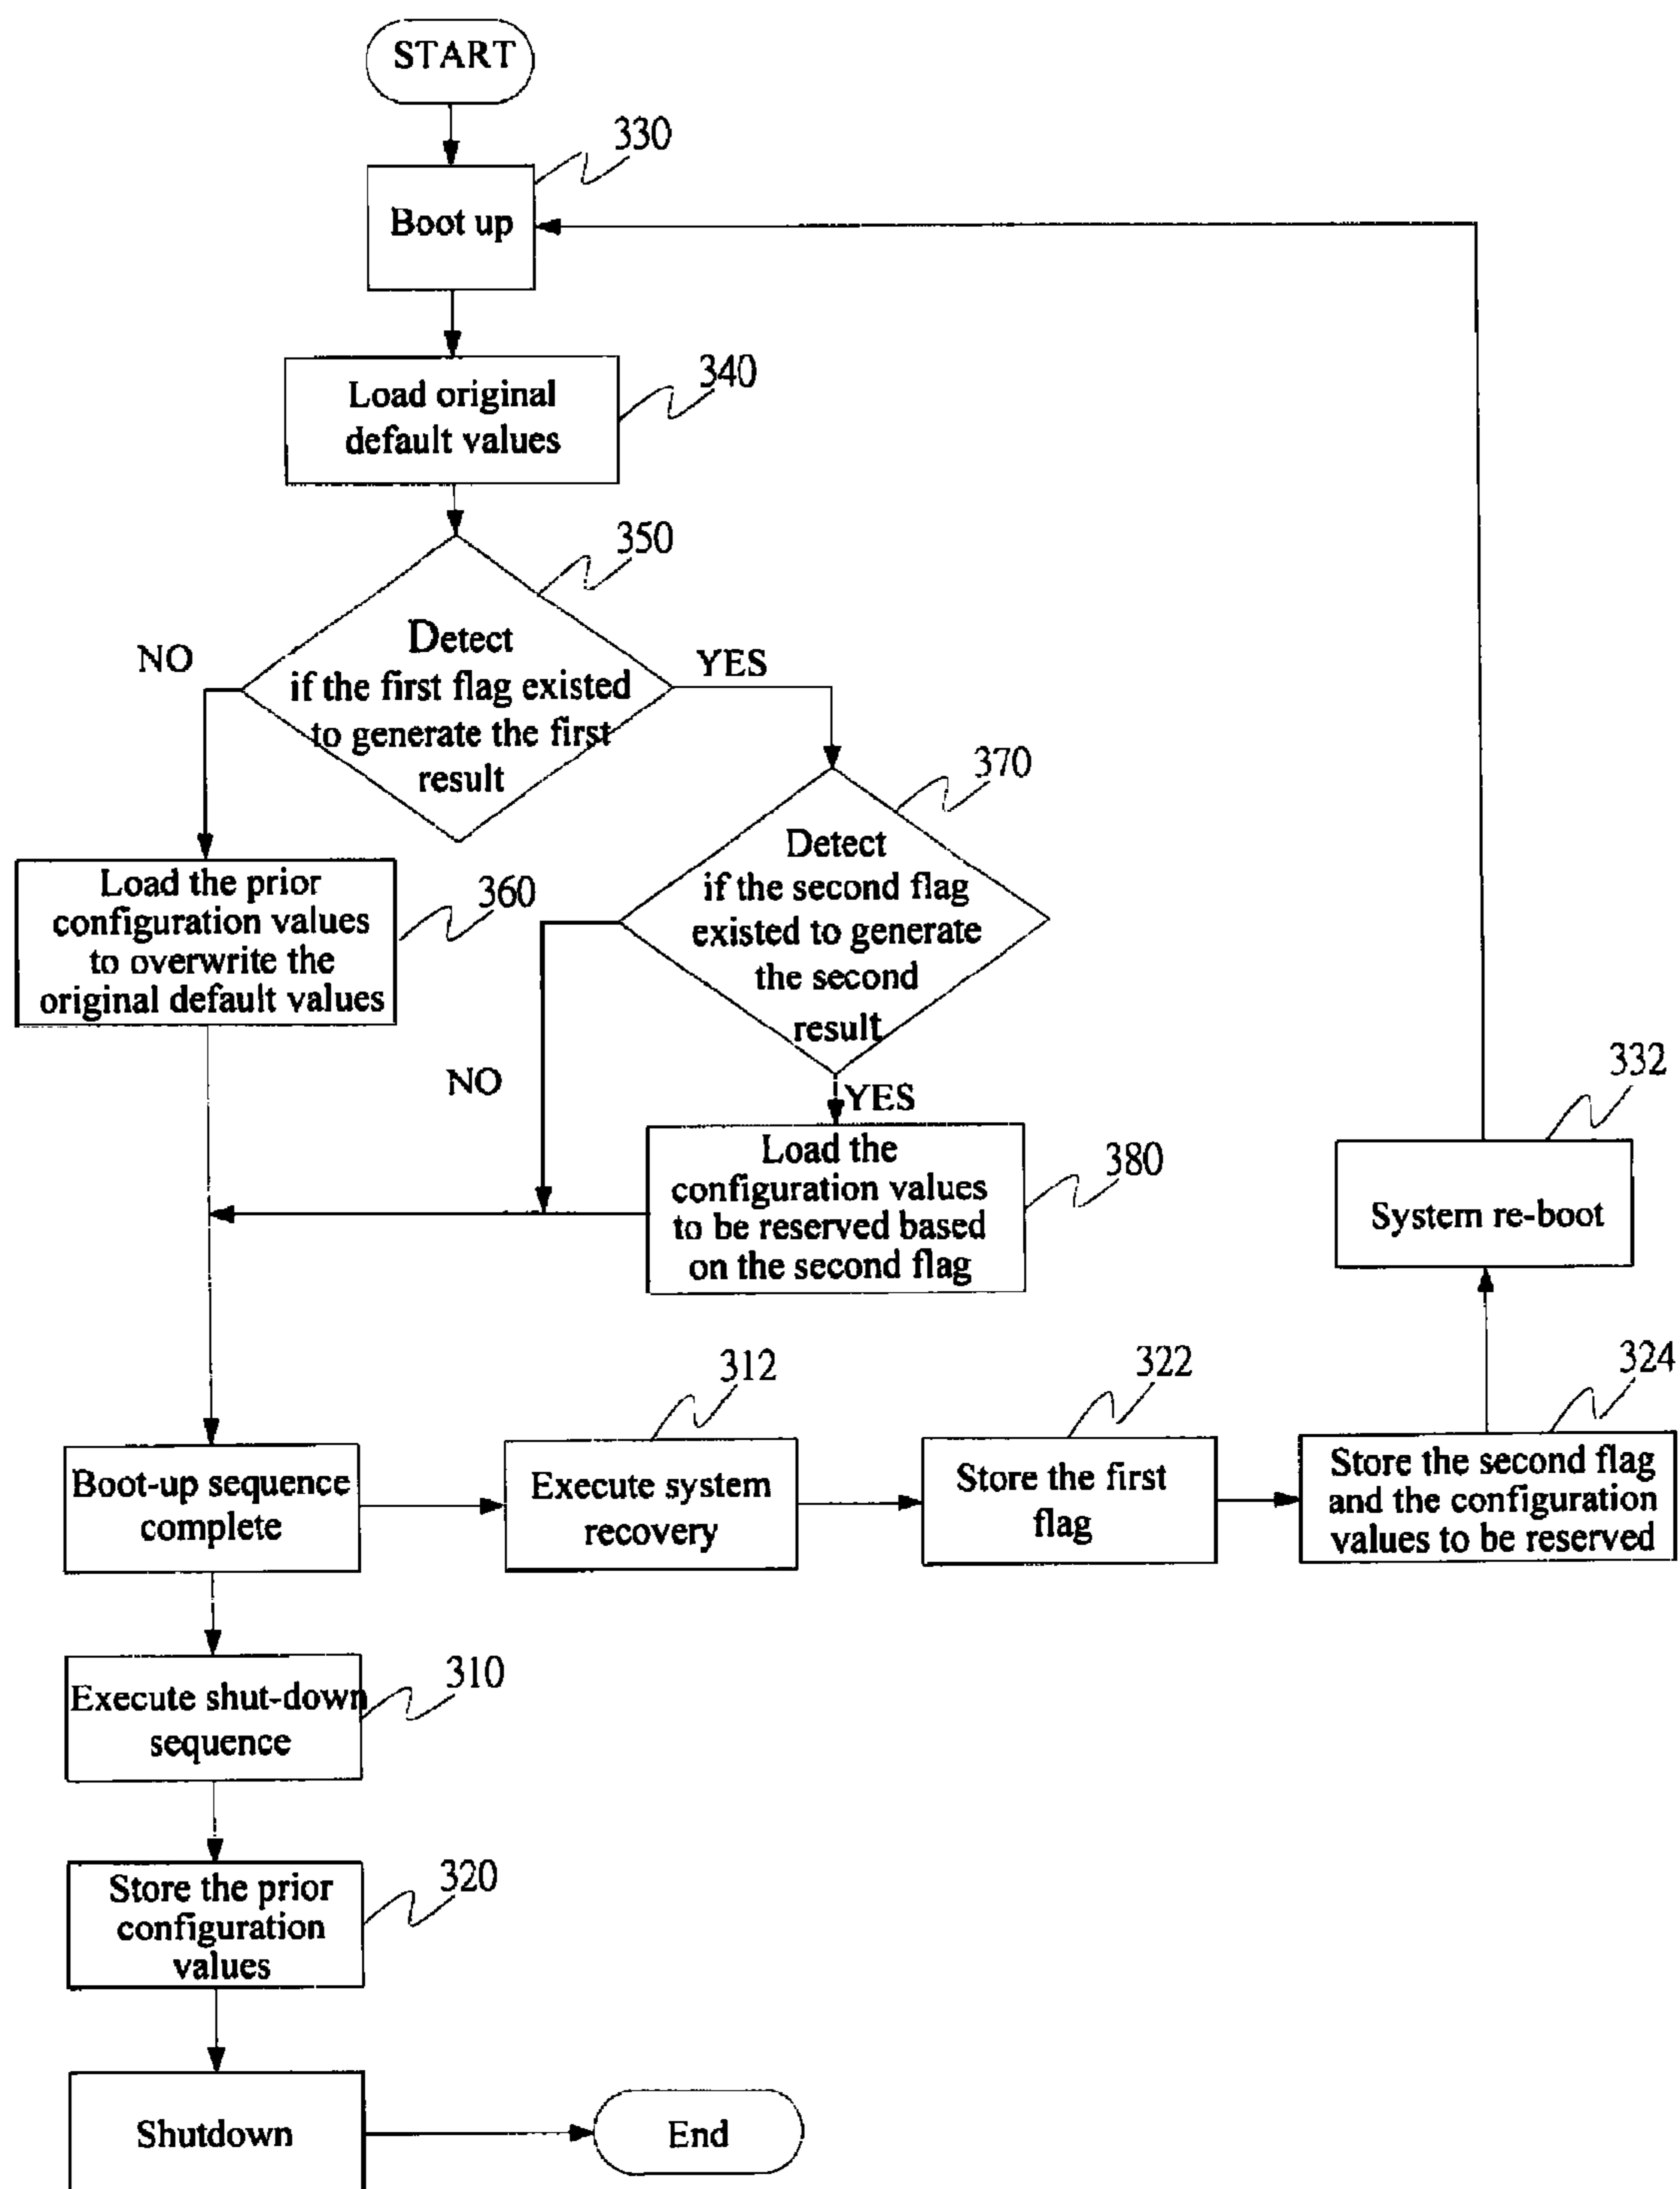 START
330
Boot up
340
Load original
default values
350
Detect
if the first flag existed
to generate the first
result
NO
YES
370
Detect
if the second flag
existed to generate
the second
result
360
Load the prior
configuration values
to overwrite the
original default values
NO
YES
380
Load the
configuration values
to be reserved based
on the second flag
332
System re-boot
312
322
324
Boot-up sequence
complete
Execute system
recovery
Store the first
flag
Store the second flag
and the configuration
values to be reserved
310
Execute shut-down
sequence
320
Store the prior
configuration
values
Shutdown
End